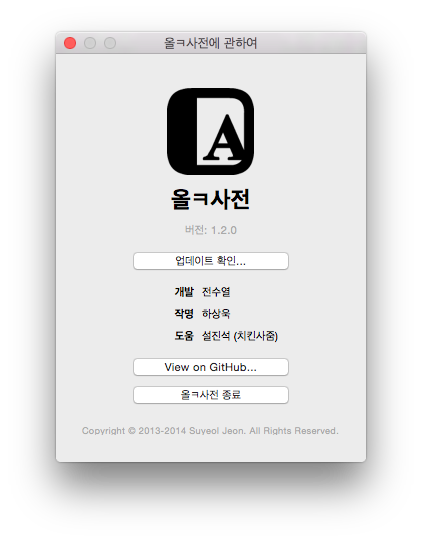 올ㅋ사전에 관하여
A
올ㅋ사전
버전: 1.2.0
업데이트 확인...
개발 전수열
작명 하상욱
도움 설진석 (치킨사줌)
View on GitHub...
올ㅋ사전 종료
Copyright © 2013-2014 Suyeol Jeon. All Rights Reserved.